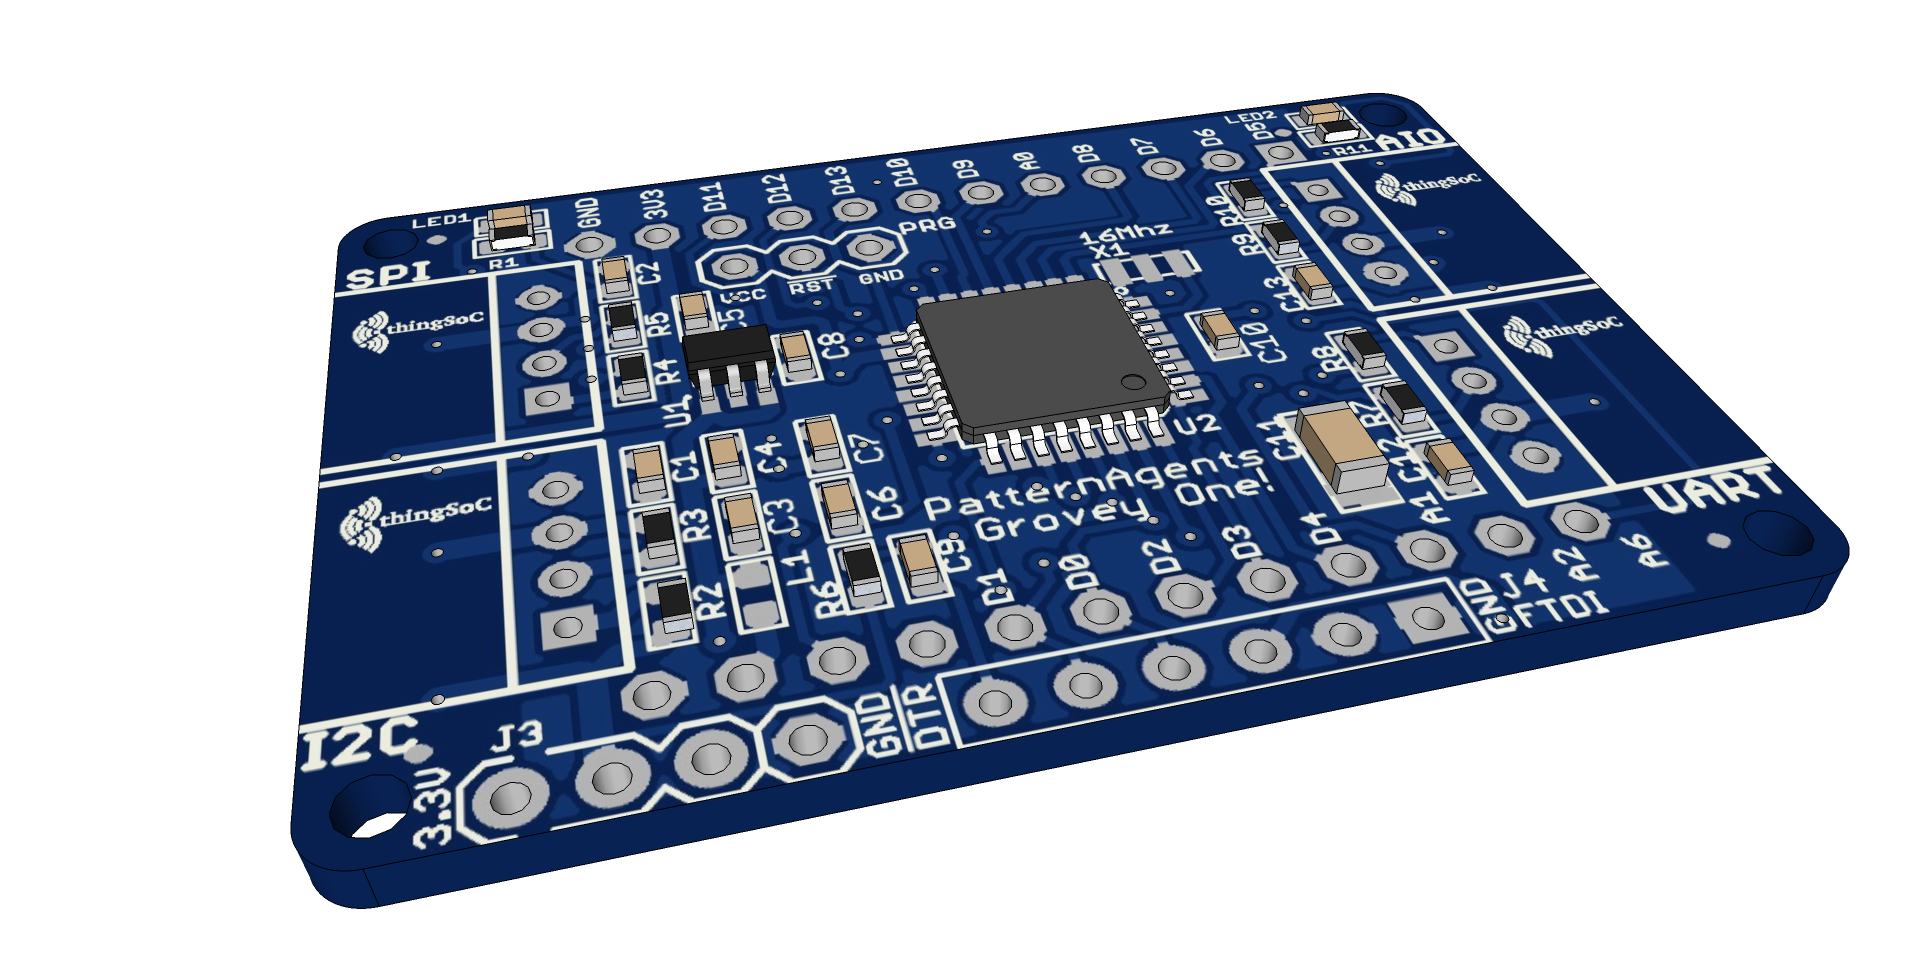 LED1
R1
GND
3V3
D11
D12
D13
D10
D9
A0
D8
D7
D6
D5
LED2
R11
AIO
SPI
thingSoC
C2
R5
R4
C5
U1
C8
VCC
RST
GND
PRG
16Mhz
X1
R10
R9
C13
thingSoC
C10
U2
R8
R7
C11
C12
thingSoC
UART
thingSoC
C1
C4
C7
R3
C3
C6
R2
L1
R6
C9
PatternAgents
Grovey One!
D1
D0
D2
D3
D4
A1
A2
A6
I2C
J3
3.3V
GND
DTR
GND
J4
FTDI